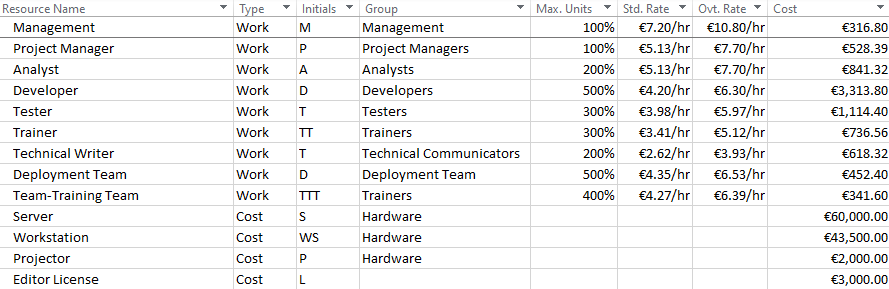 Resource Name Type Initials Group Max. Units Std. Rate Ovt. Rate Cost
Management Work M Management 100% €7.20/hr €10.80/hr €316.80
Project Manager Work P Project Managers 100% €5.13/hr €7.70/hr €528.39
Analyst Work A Analysts 200% €5.13/hr €7.70/hr €841.32
Developer Work D Developers 500% €4.20/hr €6.30/hr €3,313.80
Tester Work T Testers 300% €3.98/hr €5.97/hr €1,114.40
Trainer Work TT Trainers 300% €3.41/hr €5.12/hr €736.56
Technical Writer Work T Technical Communicators 200% €2.62/hr €3.93/hr €618.32
Deployment Team Work D Deployment Team 500% €4.35/hr €6.53/hr €452.40
Team-Training Team Work TTT Trainers 400% €4.27/hr €6.39/hr €341.60
Server Cost S Hardware €60,000.00
Workstation Cost WS Hardware €43,500.00
Projector Cost P Hardware €2,000.00
Editor License Cost L €3,000.00